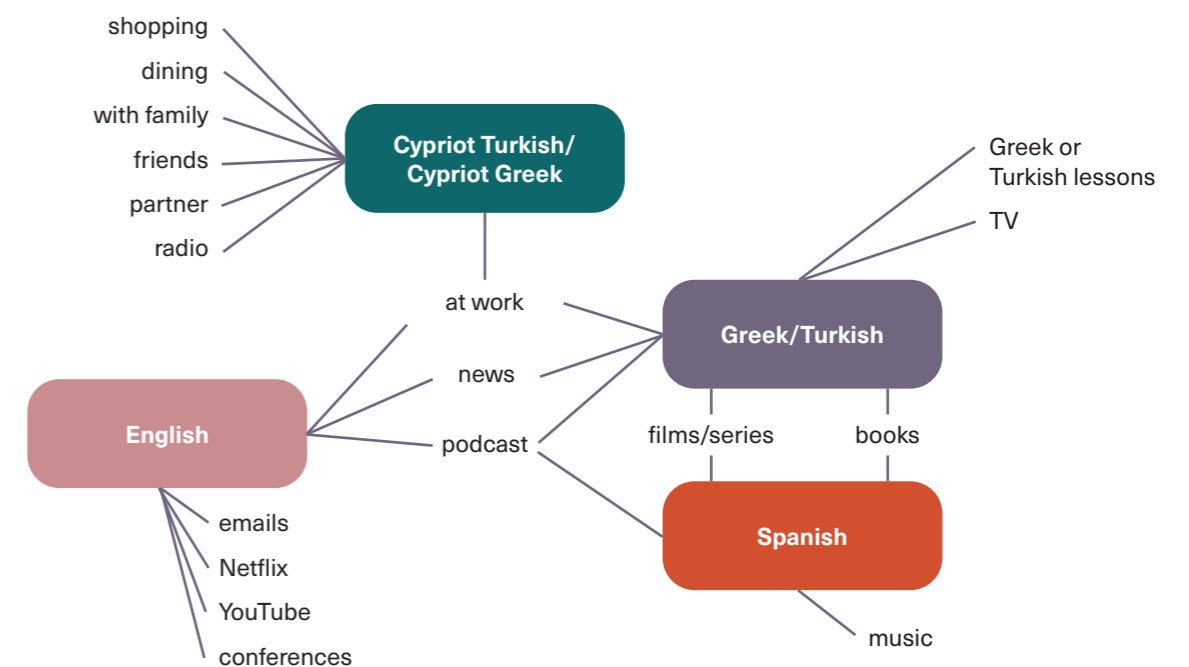 shopping
dining
with family
friends
partner
radio
Cypriot Turkish/
Cypriot Greek
Greek or
Turkish lessons
TV
at work
news
podcast
Greek/Turkish
English
films/series
books
Spanish
emails
Netflix
YouTube
conferences
music